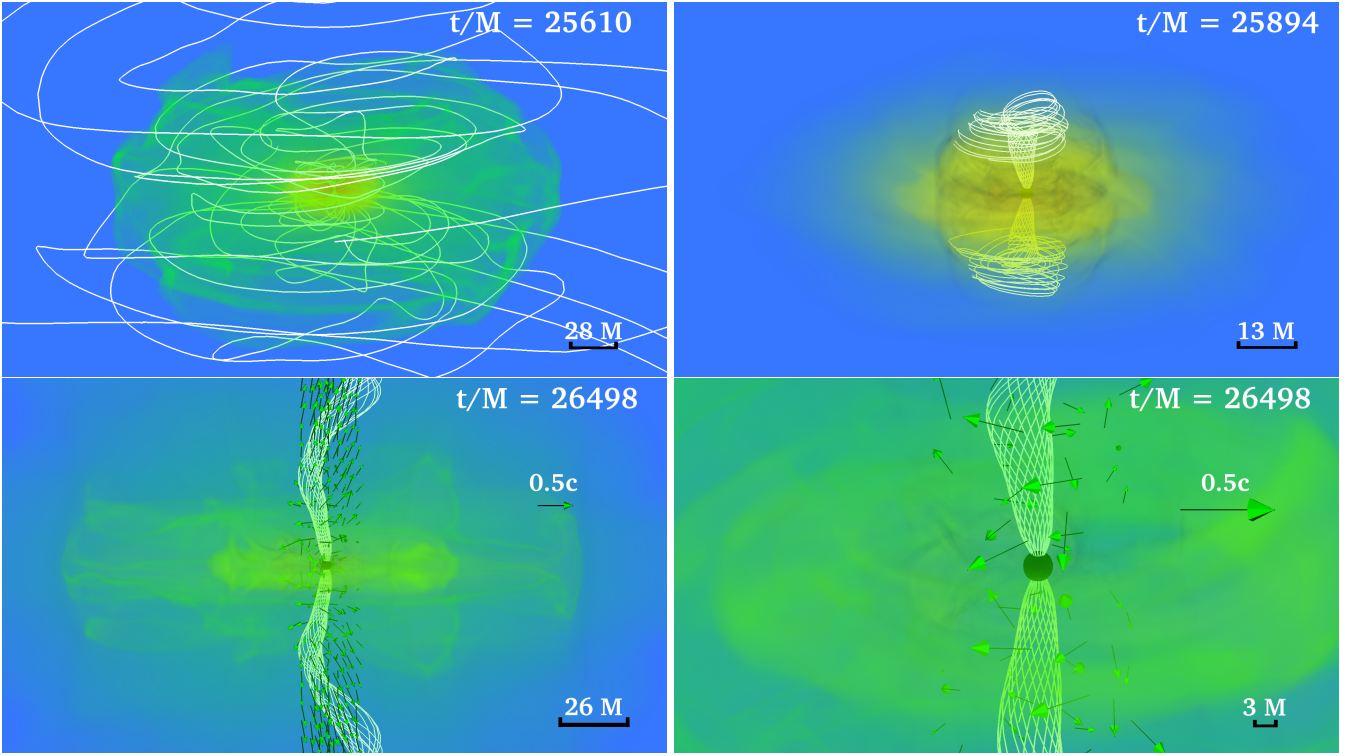 t/M = 25610
28 M
t/M = 25894
13 M
t/M = 26498
0.5c
26 M
t/M = 26498
0.5c
3 M